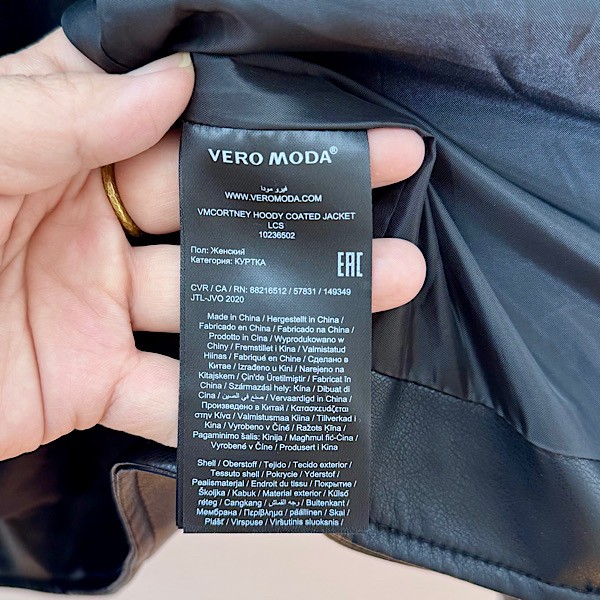 VERO MODA®
فيرو مودا
WWW.VEROMODA.COM
VMCORTNEY HOODY COATED JACKET
LCS
10236502
Пол: Женский
Категория: КУРТКА
EAC
CVR / CA / RN: 88216512 / 57831 / 149349
JTL-JVO 2020
Made in China / Hergestellt in China /
Fabricado en China / Fabricado na China /
Prodotto in Cina / Wyprodukowano w
Chiny / Fremstillet i Kina / Valmistatud
Hiinas / Fabriqué en Chine / Сделано в
Китае / Izrađeno u Kini / Narejeno na
Kitajskem / Çin'de Üretilmiştir / Fabricat în
China / Származási hely: Kína / Dibuat di
Cina / صنع في الصين / Vervaardigd in China /
Произведено в Китай / Κατασκευάζεται
στην Κίνα / Valmistusmaa Kiina / Tillverkad i
Kina / Vyrobeno v Číně / Ražots Ķīna /
Pagaminimo šalis: Kinija / Maghmul fiċ-Ċina /
Vyrobené v Číne / Produsert i Kina
Shell / Oberstoff / Tejido / Tecido exterior /
Tessuto shell / Pokrycie / Yderstof /
Pealismaterjal / Endroit du tissu / Покрытие /
Školjka / Kabuk / Material exterior / Külső
réteg / Cangkang / وجه القماش / Buitenkant /
Мембрана / Περίβλημα / päällinen / Skal /
Plášť / Virspuse / Viršutinis sluoksnis /